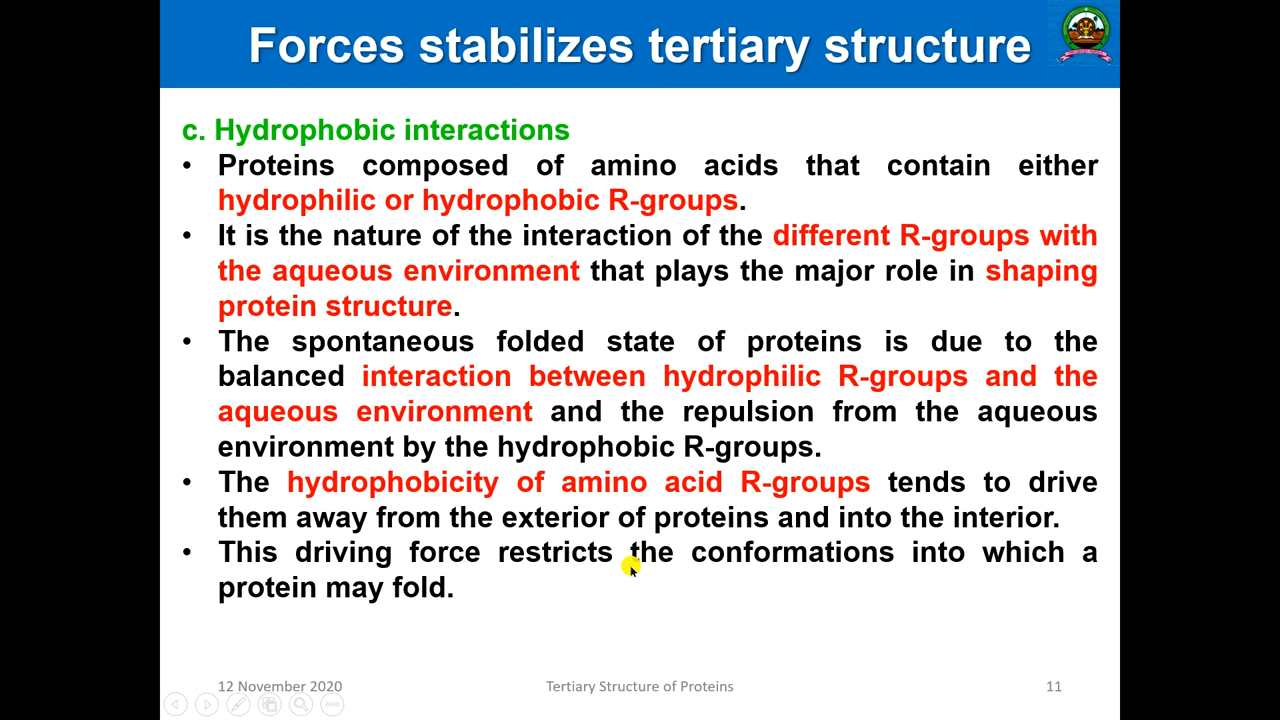 Forces stabilizes tertiary structure
c. Hydrophobic interactions
• Proteins composed of amino acids that contain either
hydrophilic or hydrophobic R-groups.
• It is the nature of the interaction of the different R-groups with
the aqueous environment that plays the major role in shaping
protein structure.
• The spontaneous folded state of proteins is due to the
balanced interaction between hydrophilic R-groups and the
aqueous environment and the repulsion from the aqueous
environment by the hydrophobic R-groups.
• The hydrophobicity of amino acid R-groups tends to drive
them away from the exterior of proteins and into the interior.
• This driving force restricts the conformations into which a
protein may fold.
12 November 2020
Tertiary Structure of Proteins
11